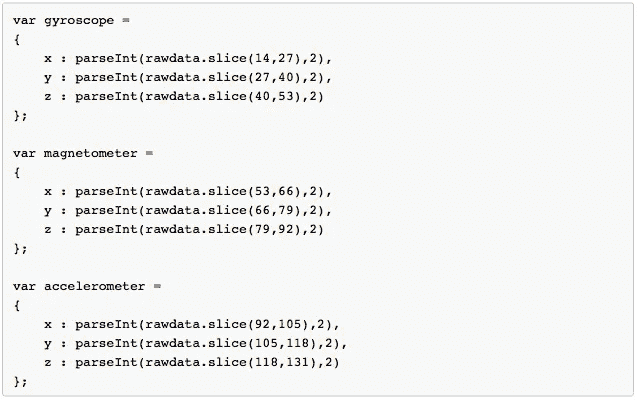 var gyroscope =
{
    x : parseInt(rawdata.slice(14,27),2),
    y : parseInt(rawdata.slice(27,40),2),
    z : parseInt(rawdata.slice(40,53),2)
};

var magnetometer =
{
    x : parseInt(rawdata.slice(53,66),2),
    y : parseInt(rawdata.slice(66,79),2),
    z : parseInt(rawdata.slice(79,92),2)
};

var accelerometer =
{
    x : parseInt(rawdata.slice(92,105),2),
    y : parseInt(rawdata.slice(105,118),2),
    z : parseInt(rawdata.slice(118,131),2)
};